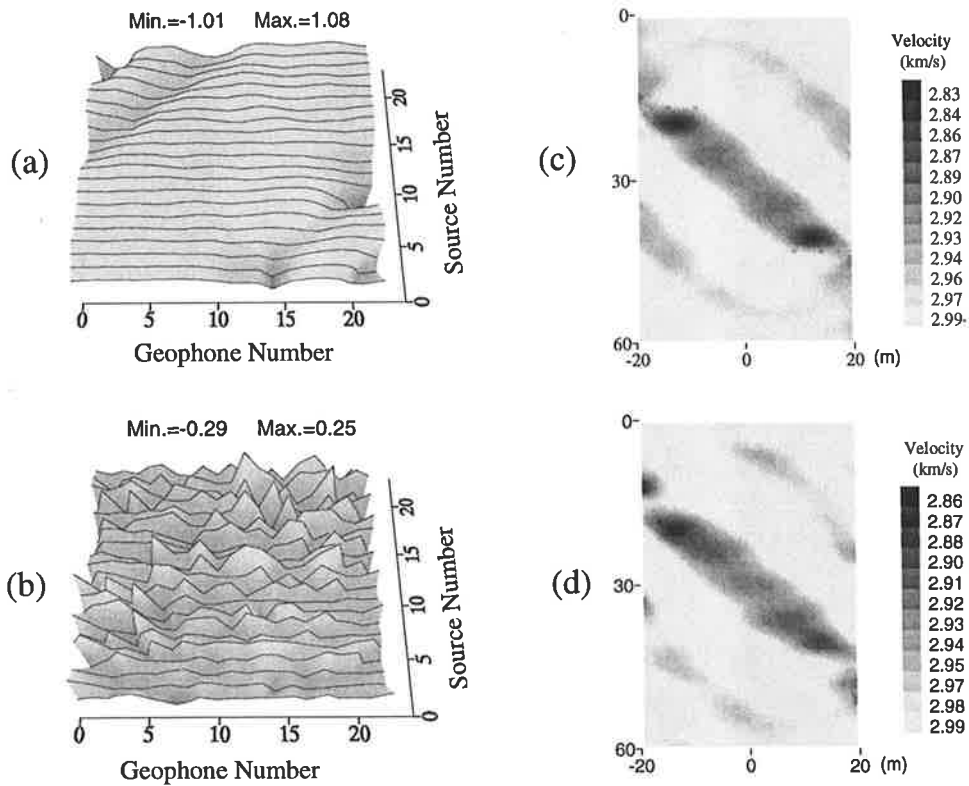 Min.=-1.01 Max.=1.08
(a)
20
15
10
5
0
Source Number
0 5 10 15 20
Geophone Number
Min.=-0.29 Max.=0.25
(b)
20
15
10
5
0
Source Number
0 5 10 15 20
Geophone Number
(c)
0
30
60
-20 0 20 (m)
Velocity
(km/s)
2.83
2.84
2.86
2.87
2.89
2.90
2.92
2.93
2.94
2.96
2.97
2.99
(d)
0
30
60
-20 0 20 (m)
Velocity
(km/s)
2.86
2.87
2.88
2.90
2.91
2.92
2.93
2.94
2.95
2.97
2.98
2.99